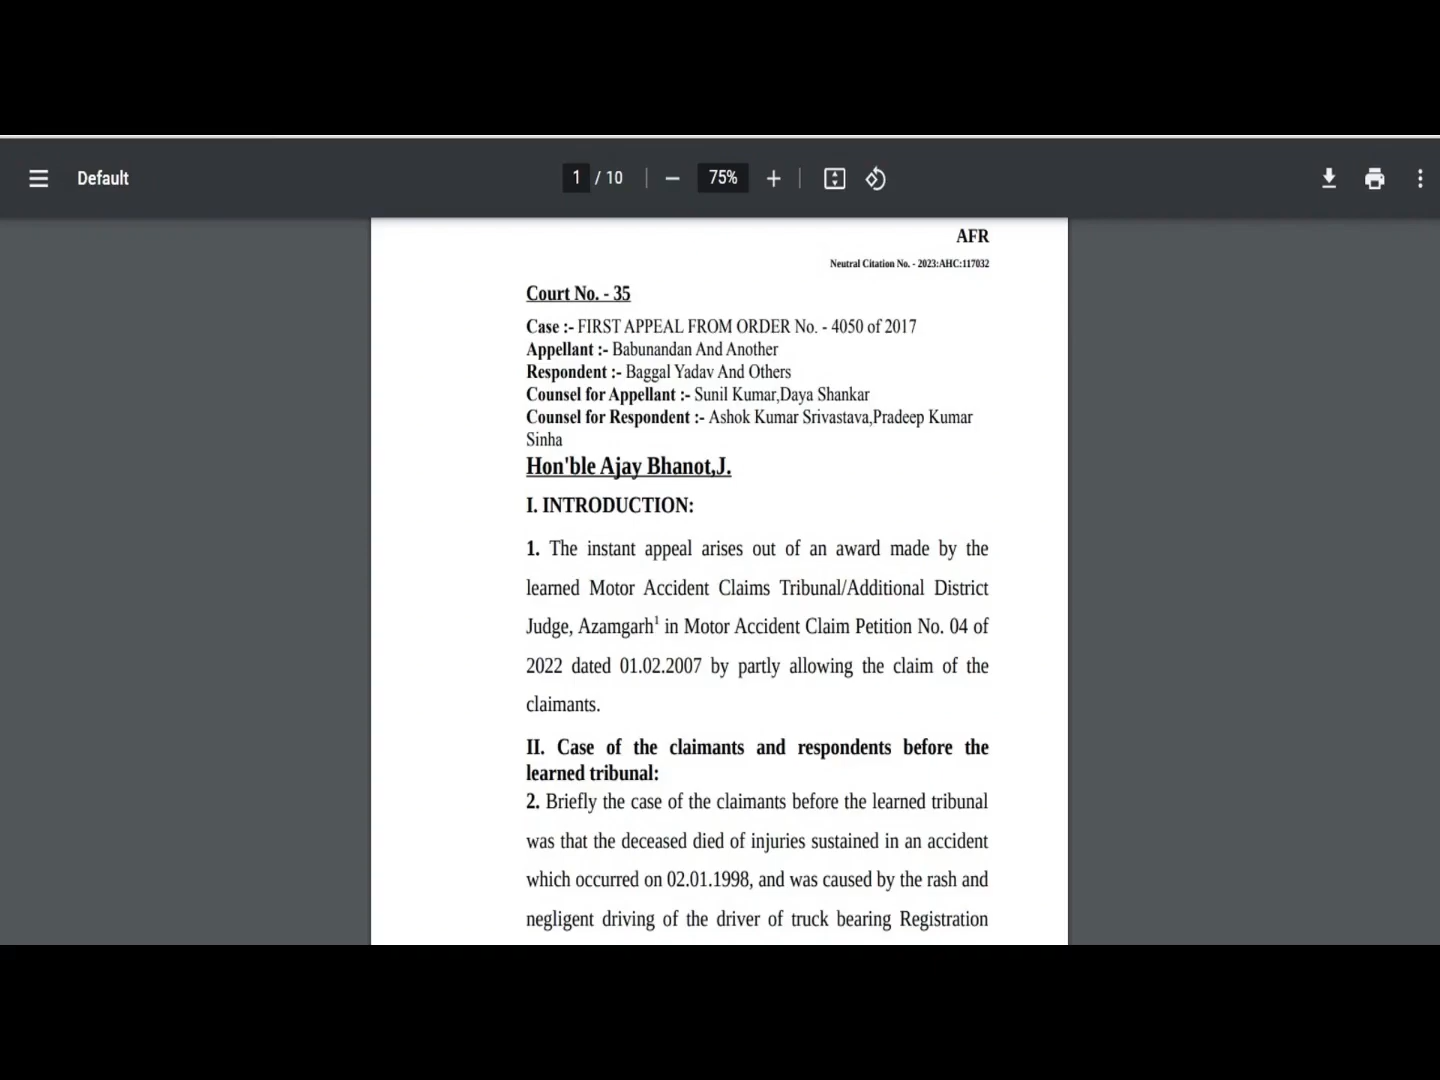 Default
1 / 10
75%
AFR
Neutral Citation No. - 2023:AHC:117032
Court No. - 35
Case :- FIRST APPEAL FROM ORDER No. - 4050 of 2017
Appellant :- Babunandan And Another
Respondent :- Baggal Yadav And Others
Counsel for Appellant :- Sunil Kumar,Daya Shankar
Counsel for Respondent :- Ashok Kumar Srivastava,Pradeep Kumar
Sinha
Hon'ble Ajay Bhanot,J.
I. INTRODUCTION:
1. The instant appeal arises out of an award made by the
learned Motor Accident Claims Tribunal/Additional District
Judge, Azamgarh1 in Motor Accident Claim Petition No. 04 of
2022 dated 01.02.2007 by partly allowing the claim of the
claimants.
II. Case of the claimants and respondents before the
learned tribunal:
2. Briefly the case of the claimants before the learned tribunal
was that the deceased died of injuries sustained in an accident
which occurred on 02.01.1998, and was caused by the rash and
negligent driving of the driver of truck bearing Registration